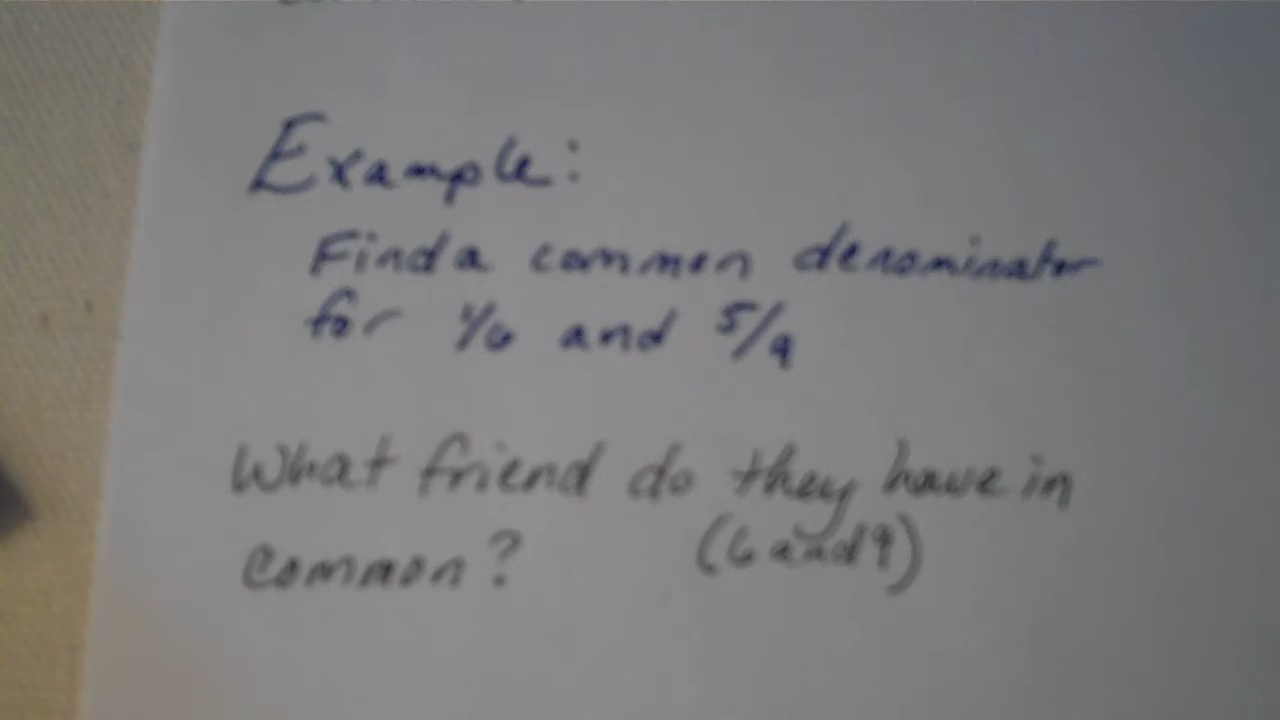 Example:
Find a common denominator
for 1/6 and 5/9
What friend do they have in
common? (6 and 9)